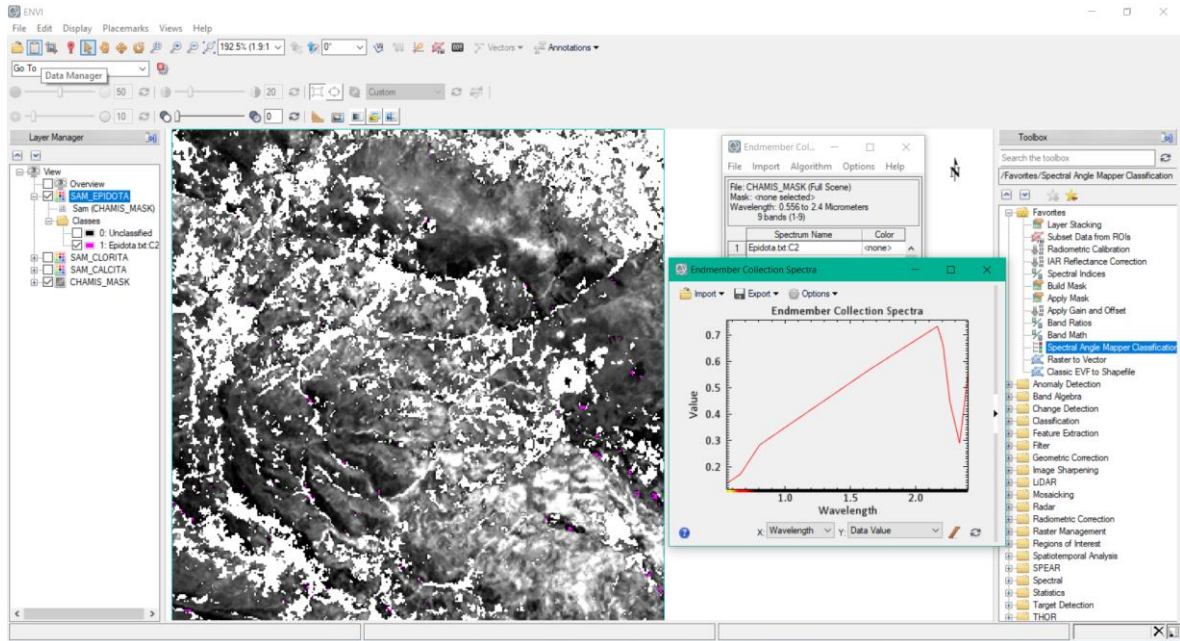 ENVI
File Edit Display Placemarks Views Help
192.5% (1.9:1 0° Vectors Annotations
Go To
Data Manager
50 20 Custom
10 0
Layer Manager
View
Overview
SAM_EPIDOTA
Sam (CHAMIS_MASK)
Classes
0: Unclassified
1: Epidota.txt:C2
SAM_CLORITA
SAM_CALCITA
CHAMIS_MASK
Endmember Col...
File Import Algorithm Options Help
File: CHAMIS_MASK (Full Scene)
Mask: <none selected>
Wavelength: 0.556 to 2.4 Micrometers
9 bands (1-9)
Spectrum Name Color
1 Epidota.txt:C2 <none>
N
Endmember Collection Spectra
Import Export Options
Endmember Collection Spectra
0.7
0.6
0.5
0.4
0.3
0.2
Value
1.0 1.5 2.0
Wavelength
X: Wavelength Y: Data Value
Toolbox
Search the toolbox
/Favorites/Spectral Angle Mapper Classification
Favorites
Layer Stacking
Subset Data from ROIs
Radiometric Calibration
IAR Reflectance Correction
Spectral Indices
Build Mask
Apply Mask
Apply Gain and Offset
Band Ratios
Band Math
Spectral Angle Mapper Classification
Raster to Vector
Classic EVF to Shapefile
Anomaly Detection
Band Algebra
Change Detection
Classification
Feature Extraction
Filter
Geometric Correction
Image Sharpening
LiDAR
Mosaicking
Radar
Radiometric Correction
Raster Management
Regions of Interest
Spatiotemporal Analysis
SPEAR
Spectral
Statistics
Target Detection
THOR